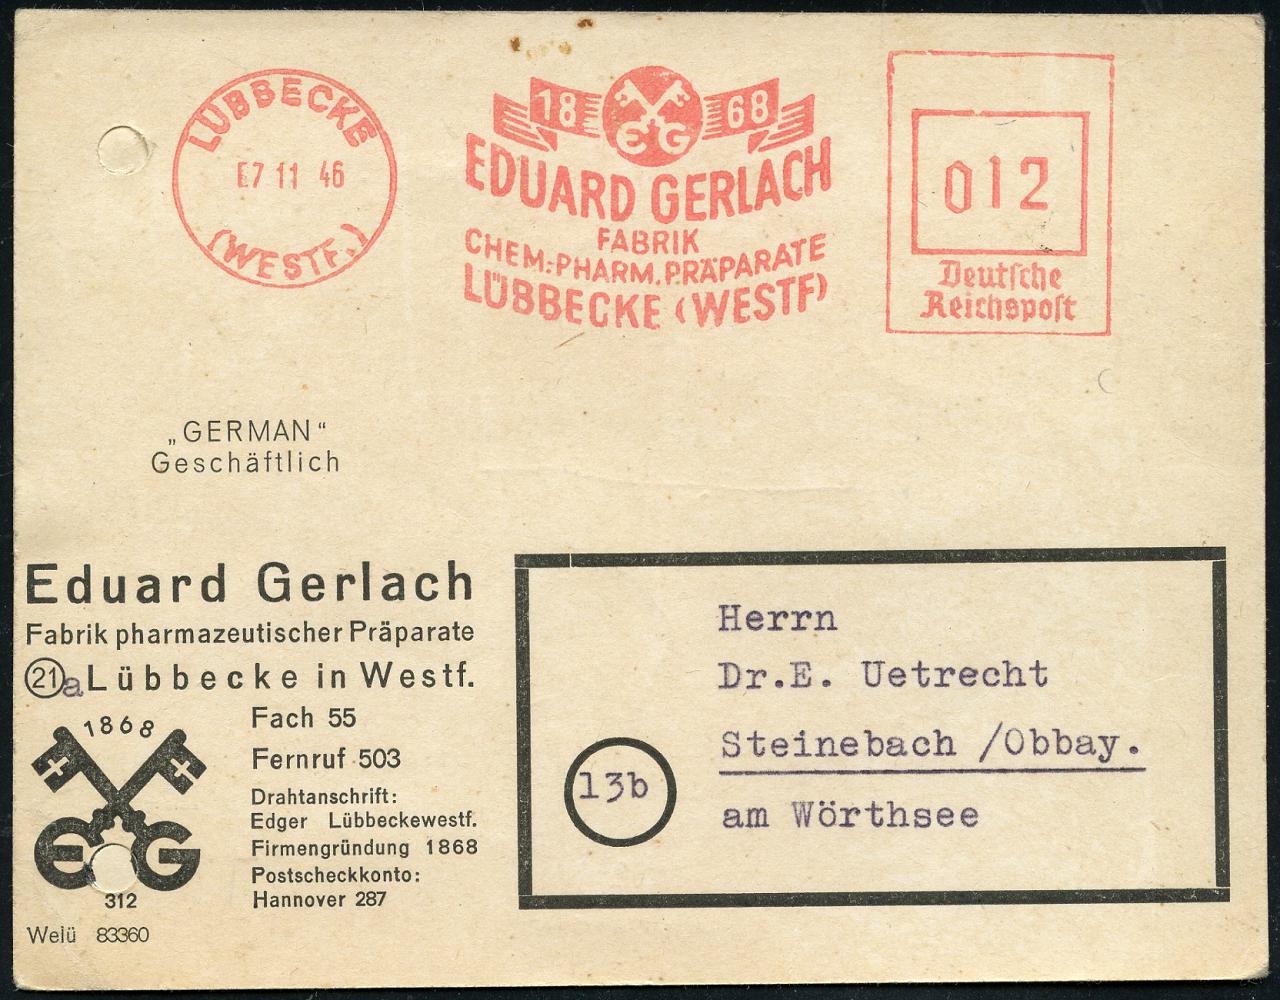 LÜBBECKE
E7 11 46
(WESTF.)
18 68
EG
EDUARD GERLACH
FABRIK
CHEM.-PHARM. PRÄPARATE
LÜBBECKE (WESTF)
012
Deutsche
Reichspost
„GERMAN“
Geschäftlich
Eduard Gerlach
Fabrik pharmazeutischer Präparate
21 a Lübbecke in Westf.
1868
EG
312
Fach 55
Fernruf 503
Drahtanschrift:
Edger Lübbeckewestf.
Firmengründung 1868
Postscheckkonto:
Hannover 287
Welü 83360
Herrn
Dr.E. Uetrecht
Steinebach /Obbay.
13b
am Wörthsee